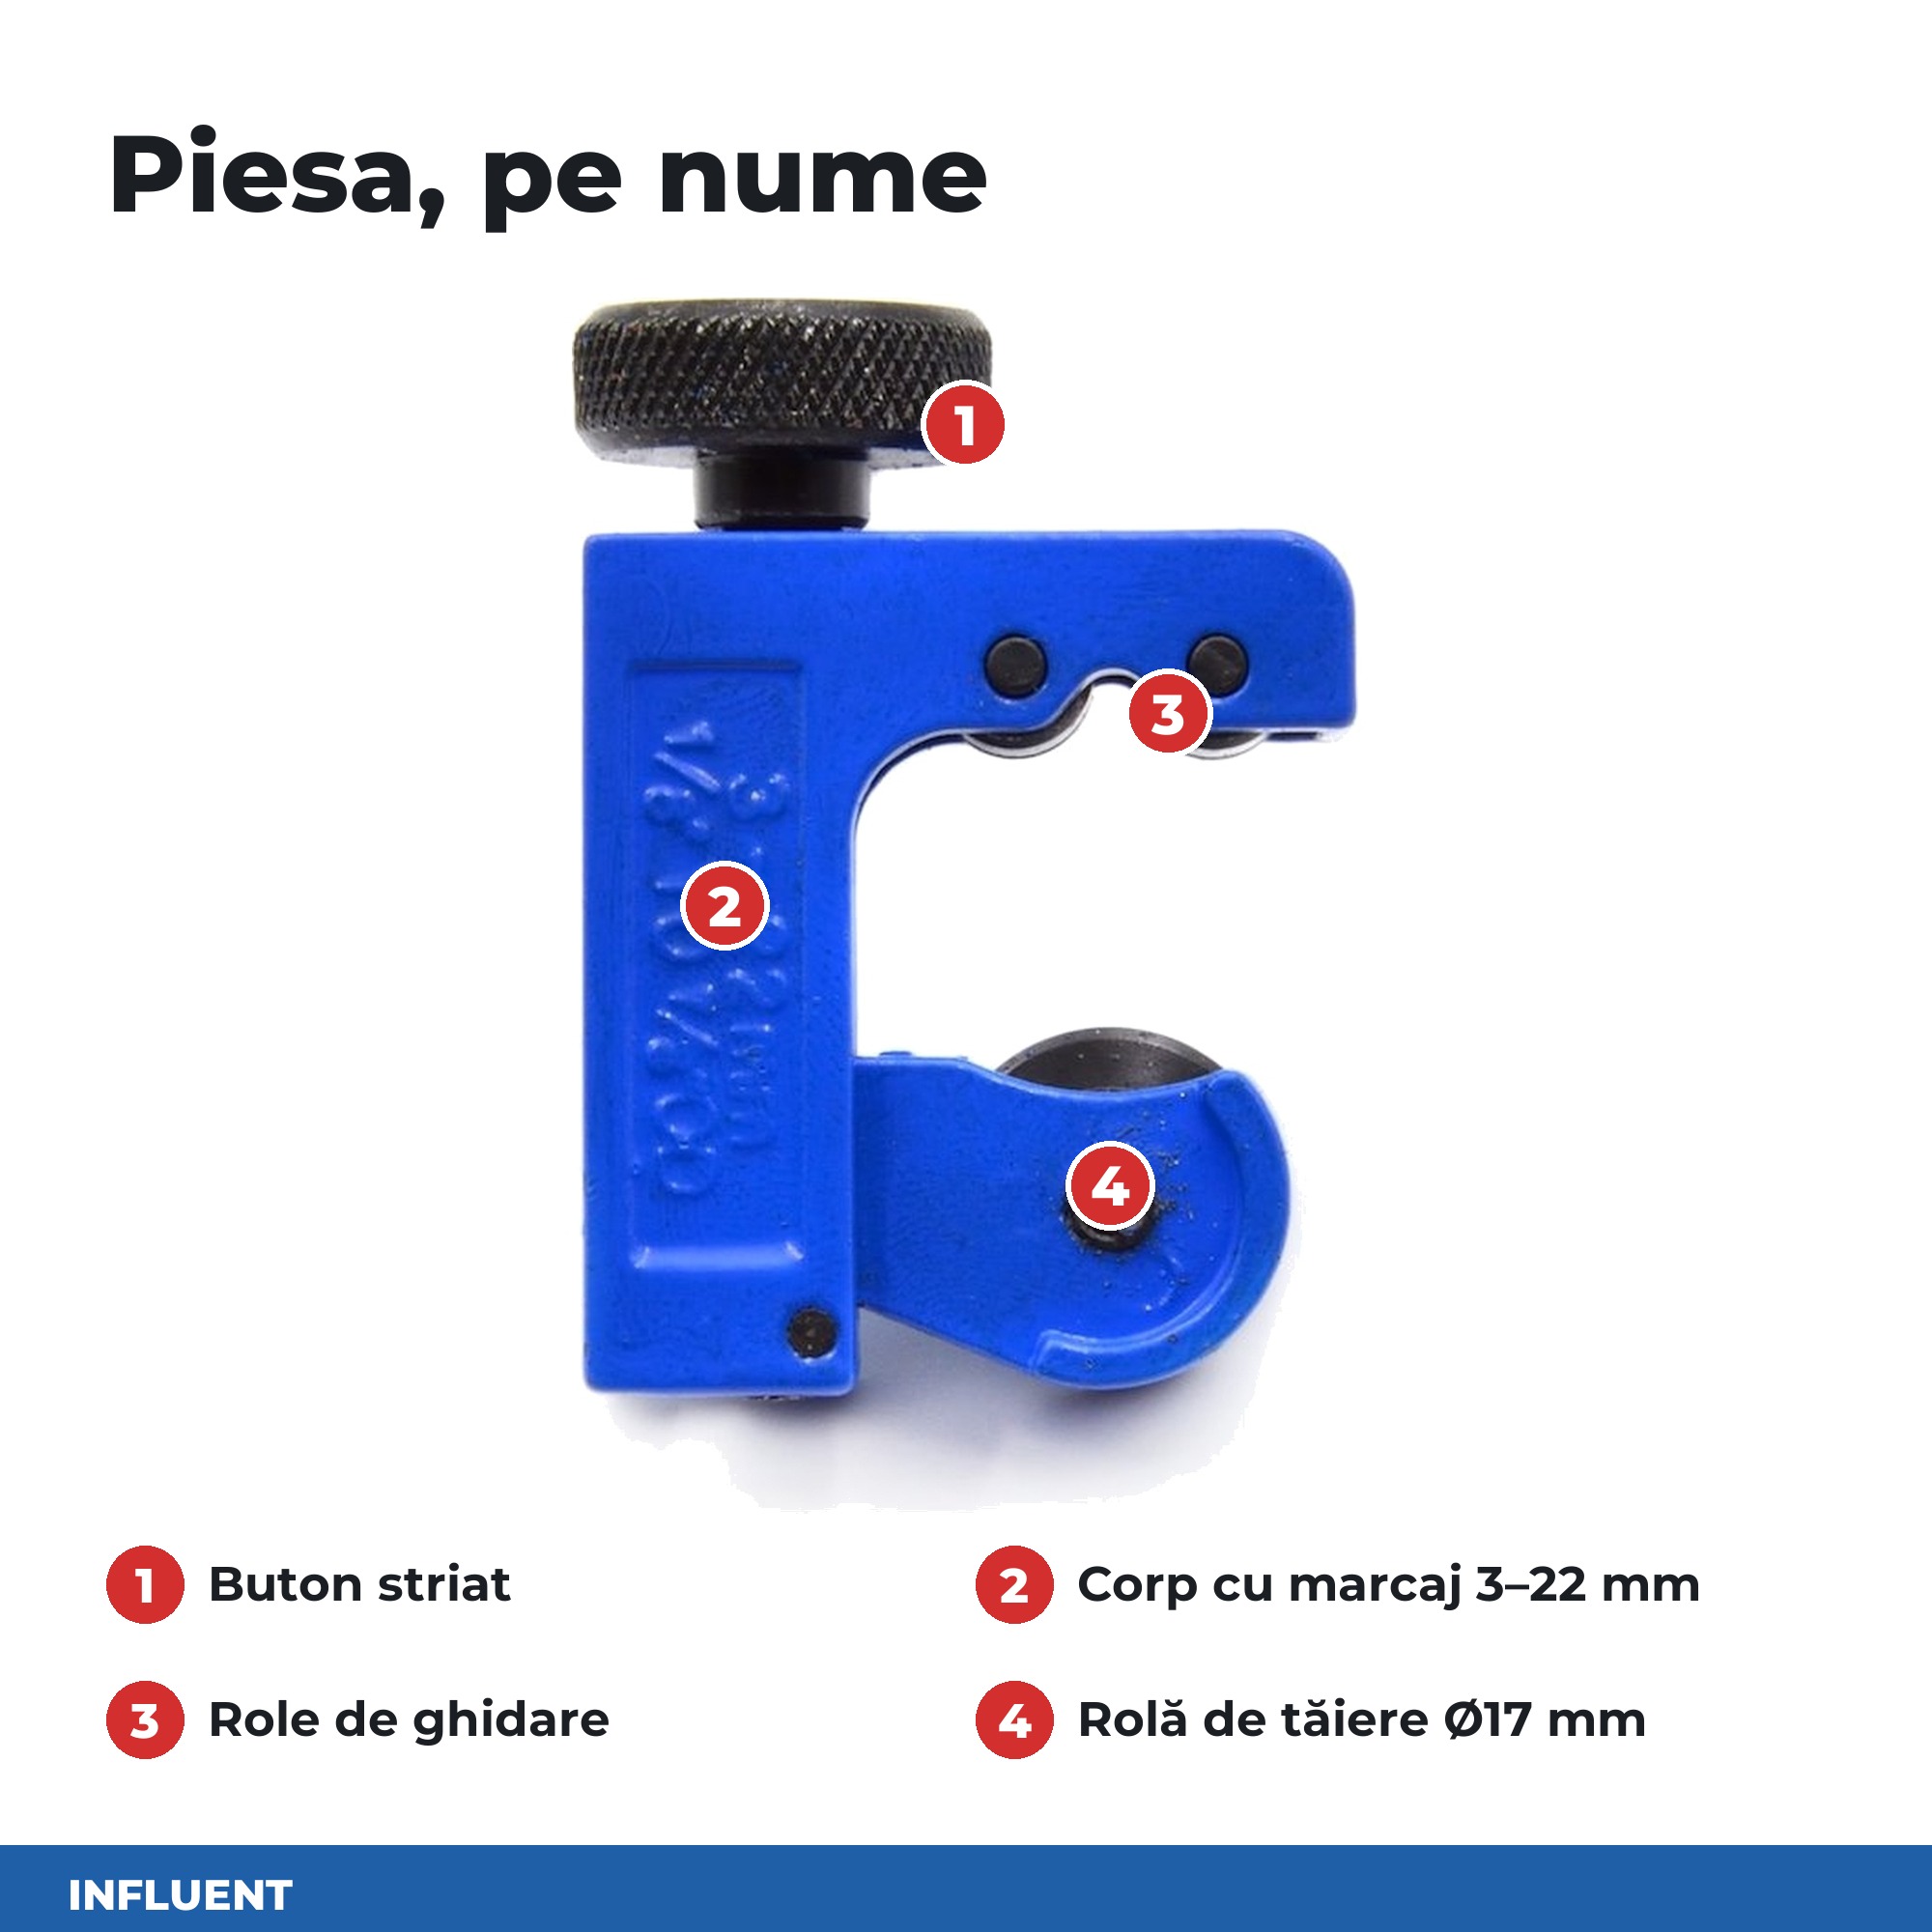 Piesa, pe nume
1
3
2
4
1 Buton striat
2 Corp cu marcaj 3–22 mm
3 Role de ghidare
4 Rolă de tăiere Ø17 mm
INFLUENT